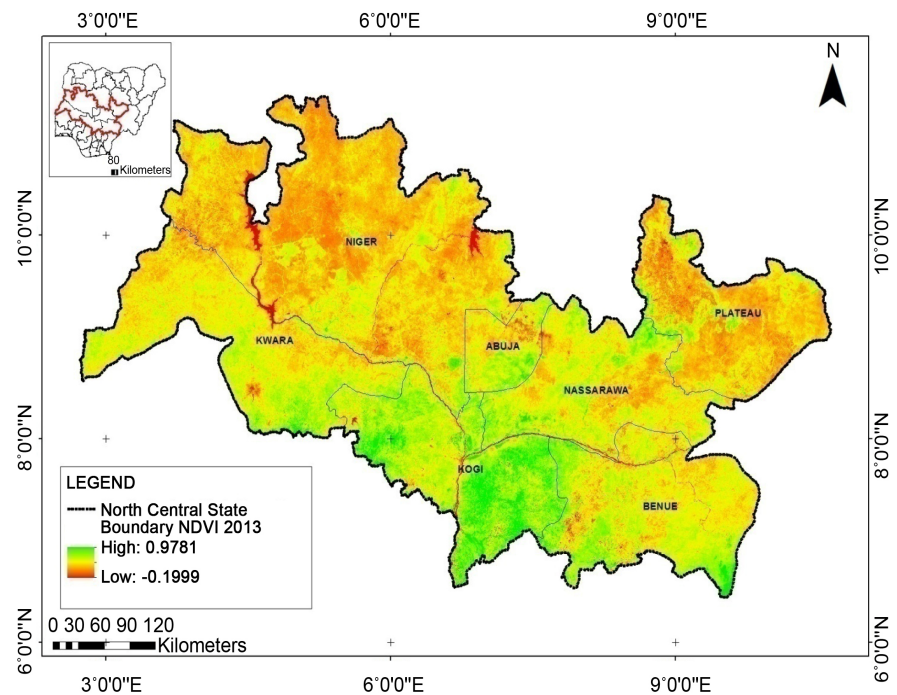 3˚0'0"E 6˚0'0"E 9˚0'0"E
N
80
Kilometers
10˚0'0"N 10˚0'0"N
NIGER
PLATEAU
KWARA
ABUJA
NASSARAWA
8˚0'0"N 8˚0'0"N
KOGI
BENUE
LEGEND
North Central State
Boundary NDVI 2013
High: 0.9781
Low: -0.1999
0 30 60 90 120
Kilometers
6˚0'0"N 6˚0'0"N
3˚0'0"E 6˚0'0"E 9˚0'0"E